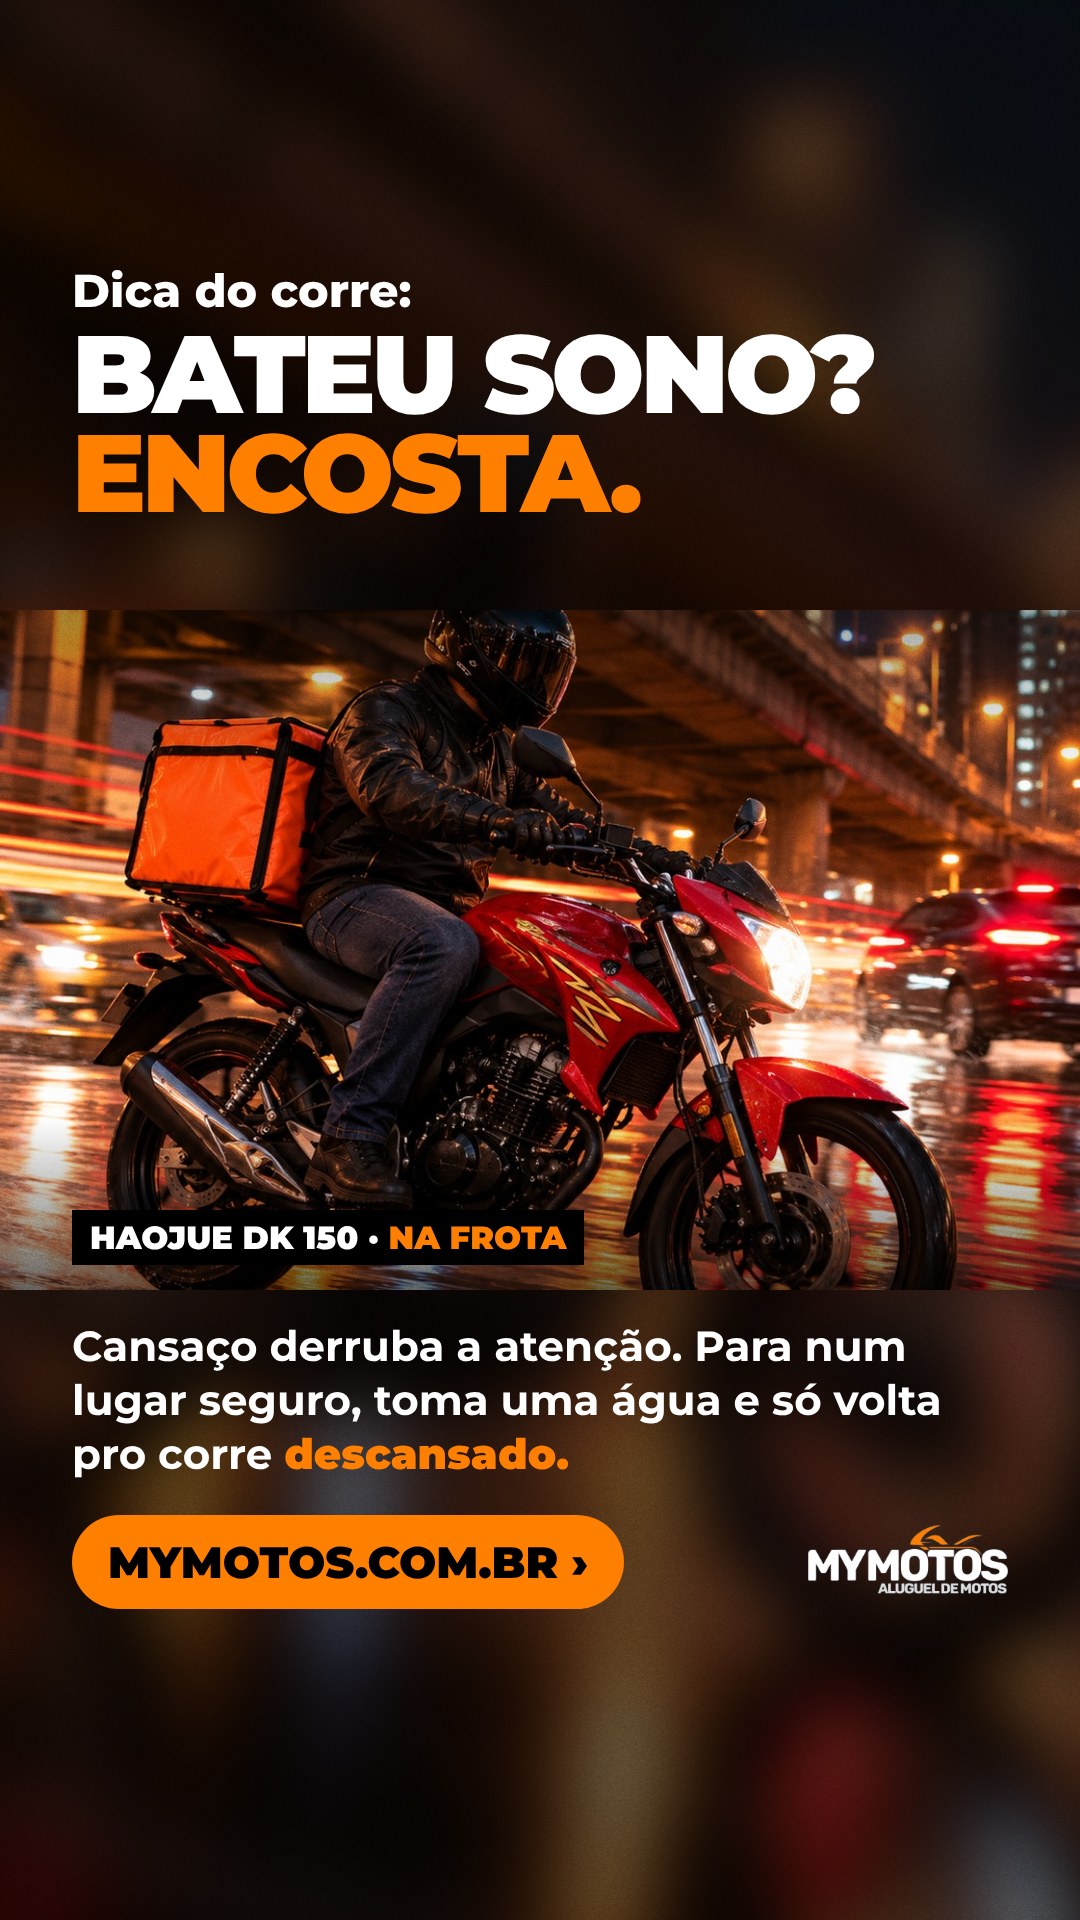 Dica do corre:
BATEU SONO?
ENCOSTA.
HAOJUE DK 150 • NA FROTA
Cansaço derruba a atenção. Para num
lugar seguro, toma uma água e só volta
pro corre descansado.
MYMOTOS.COM.BR ›
MYMOTOS
ALUGUEL DE MOTOS